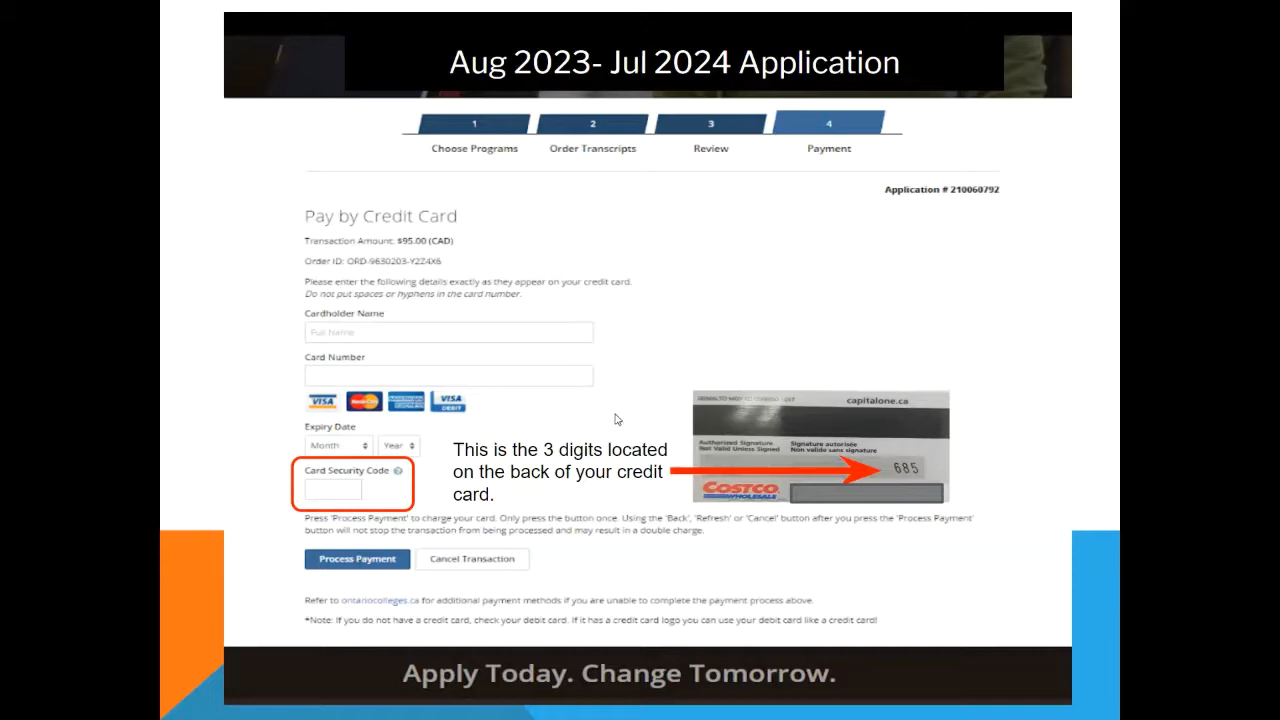 Aug 2023- Jul 2024 Application
1 2 3 4
Choose Programs Order Transcripts Review Payment
Application # 210060792
Pay by Credit Card
Transaction Amount: $95.00 (CAD)
Order ID: ORD-9630203-Y2Z4X6
Please enter the following details exactly as they appear on your credit card.
Do not put spaces or hyphens in the card number.
Cardholder Name
Full Name
Card Number
VISA MasterCard VISA DEBIT
capitalone.ca
Expiry Date
Month Year
Authorized Signature Signature autorisée
Not Valid Unless Signed Non valide sans signature
685
COSTCO
WHOLESALE
Card Security Code
This is the 3 digits located
on the back of your credit
card.
Press 'Process Payment' to charge your card. Only press the button once. Using the 'Back', 'Refresh' or 'Cancel' button after you press the 'Process Payment'
button will not stop the transaction from being processed and may result in a double charge.
Process Payment Cancel Transaction
Refer to ontariocolleges.ca for additional payment methods if you are unable to complete the payment process above.
*Note: If you do not have a credit card, check your debit card. If it has a credit card logo you can use your debit card like a credit card!
Apply Today. Change Tomorrow.